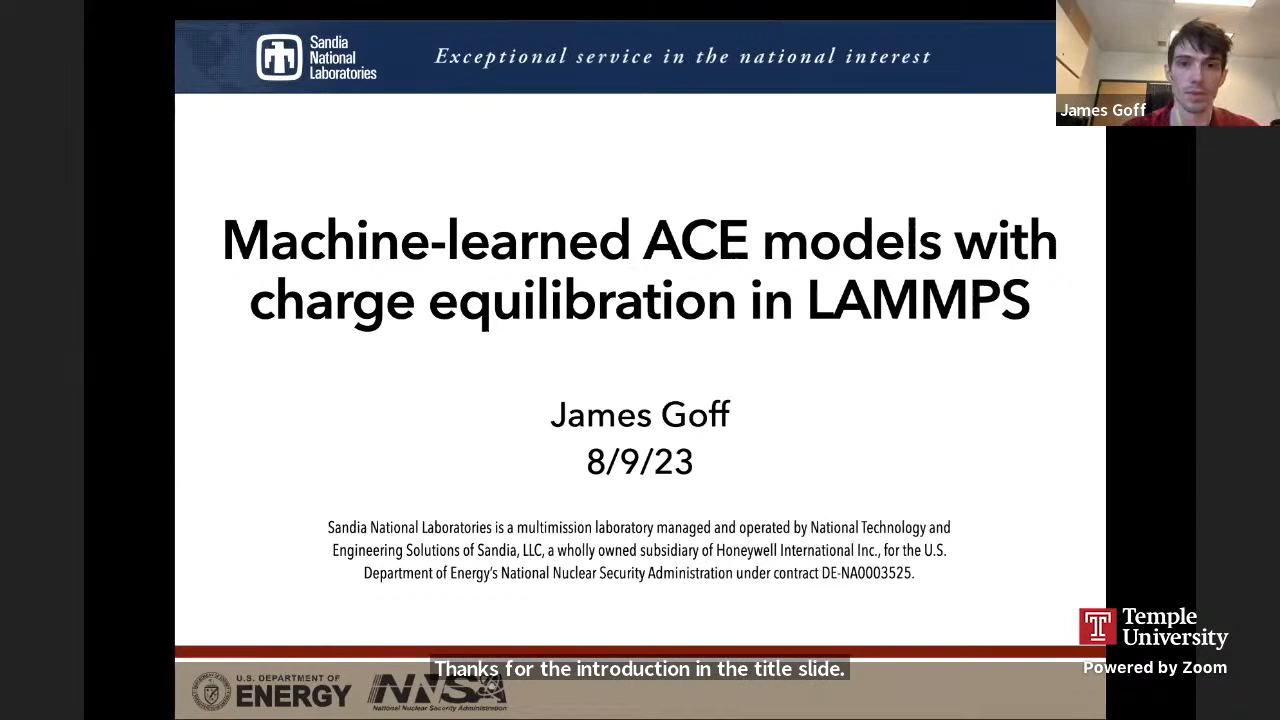 Sandia
National
Laboratories
Exceptional service in the national interest
James Goff
Machine-learned ACE models with
charge equilibration in LAMMPS
James Goff
8/9/23
Sandia National Laboratories is a multimission laboratory managed and operated by National Technology and
Engineering Solutions of Sandia, LLC, a wholly owned subsidiary of Honeywell International Inc., for the U.S.
Department of Energy's National Nuclear Security Administration under contract DE-NA0003525.
Temple
University
Powered by Zoom
Thanks for the introduction in the title slide.
U.S. DEPARTMENT OF
ENERGY
NNSA
National Nuclear Security Administration